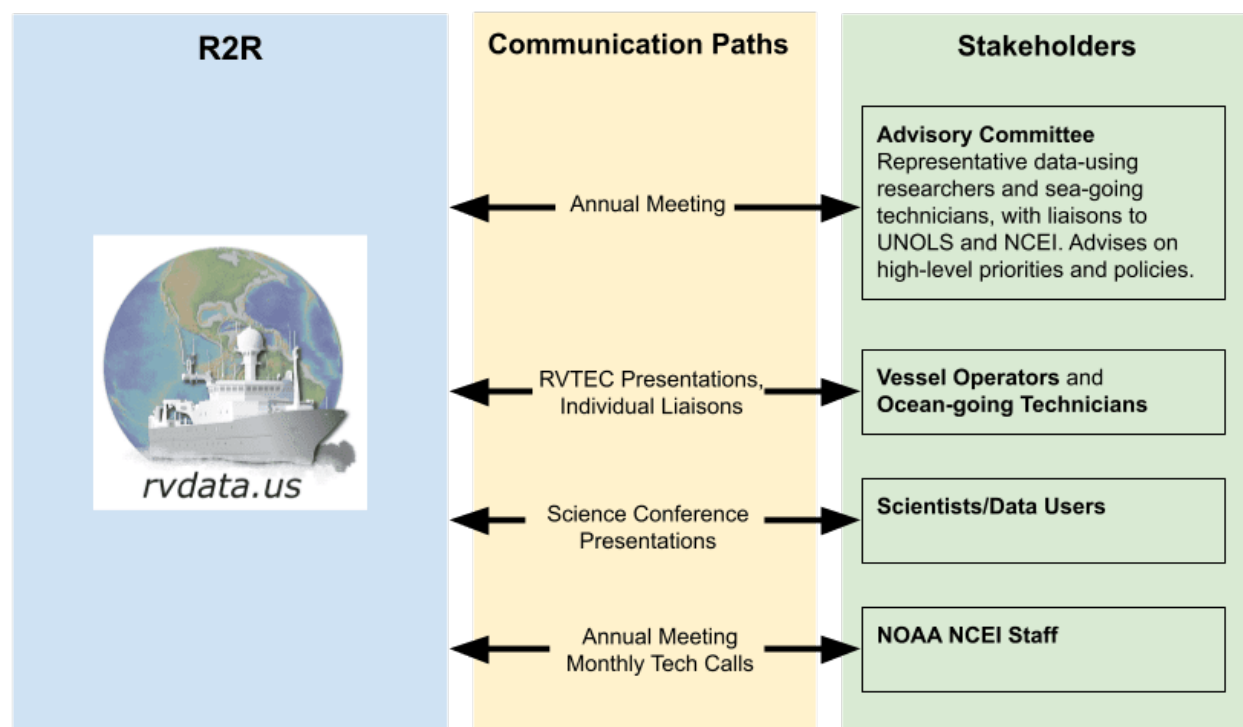 R2R
rvdata.us
Communication Paths
Annual Meeting
RVTEC Presentations,
Individual Liaisons
Science Conference
Presentations
Annual Meeting
Monthly Tech Calls
Stakeholders
Advisory Committee
Representative data-using
researchers and sea-going
technicians, with liaisons to
UNOLS and NCEI. Advises on
high-level priorities and policies.
Vessel Operators and
Ocean-going Technicians
Scientists/Data Users
NOAA NCEI Staff